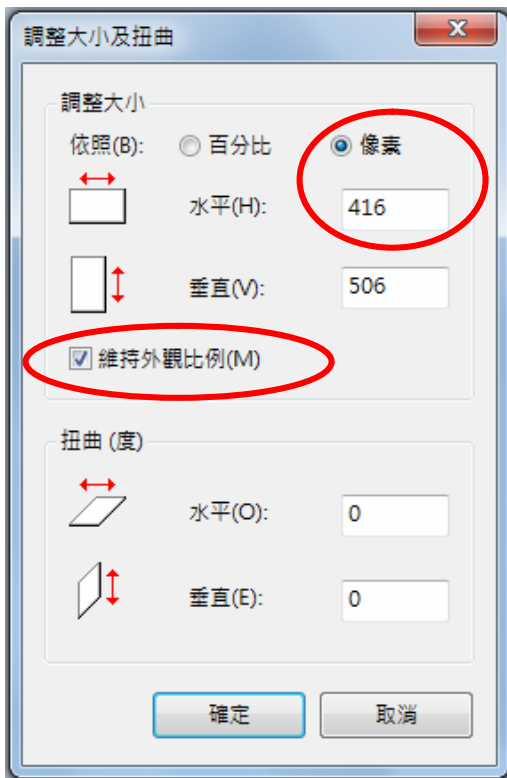 調整大小及扭曲
調整大小
依照(B): 百分比 像素
水平(H): 416
垂直(V): 506
維持外觀比例(M)
扭曲 (度)
水平(O): 0
垂直(E): 0
確定 取消